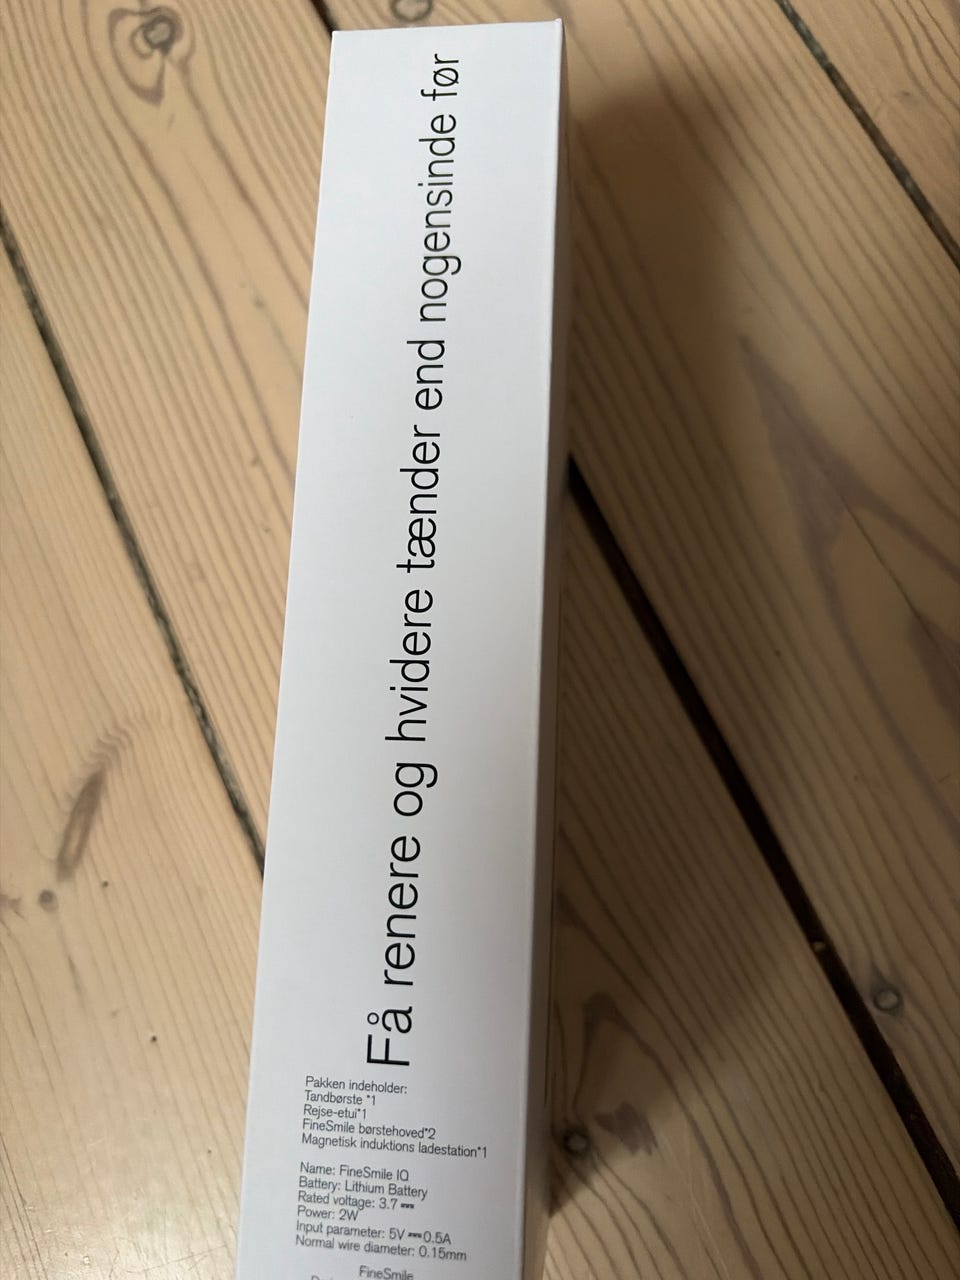 Få renere og hvidere tænder end nogensinde før
Pakken indeholder:
Tandbørste *1
Rejse-etui*1
FineSmile børstehoved*2
Magnetisk induktions ladestation*1
Name: FineSmile IQ
Battery: Lithium Battery
Rated voltage: 3.7 ⎓
Power: 2W
Input parameter: 5V ⎓0.5A
Normal wire diameter: 0.15mm
FineSmile